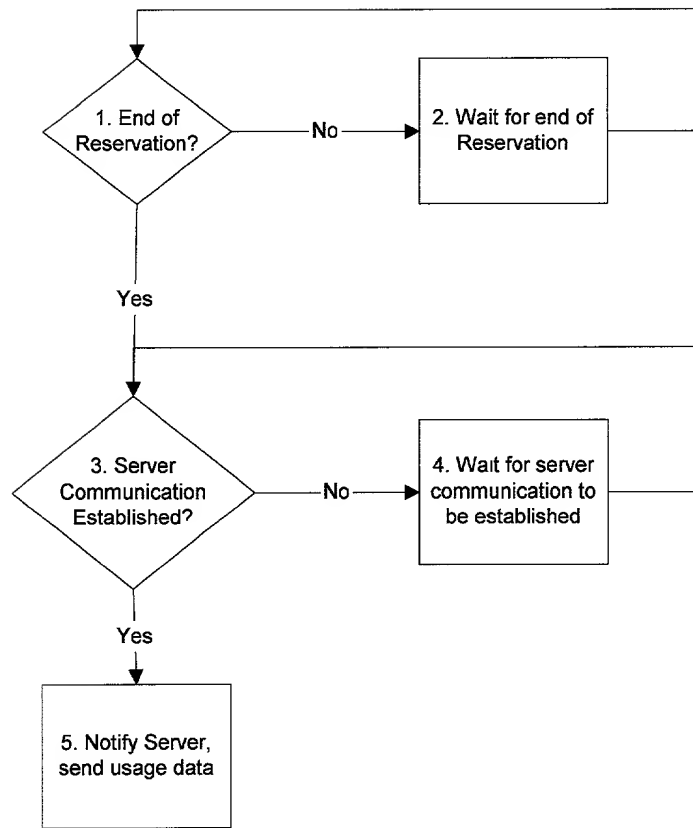 1. End of
Reservation?
No
2. Wait for end of
Reservation
Yes
3. Server
Communication
Established?
No
4. Wait for server
communication to
be established
Yes
5. Notify Server,
send usage data